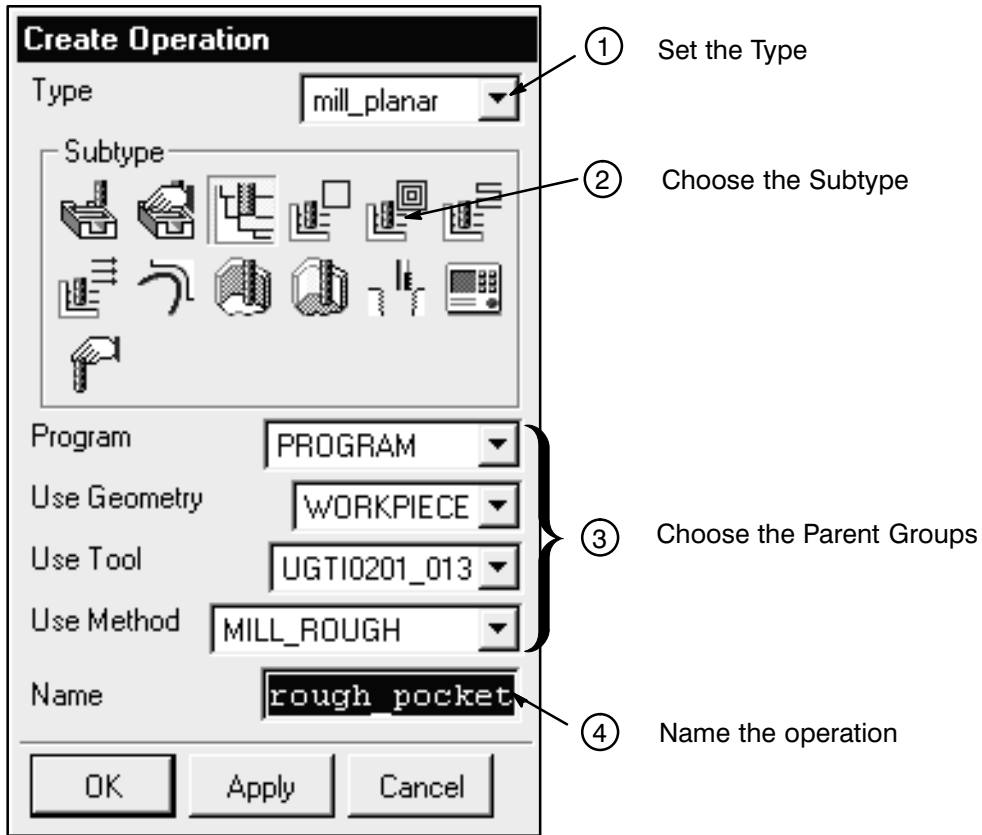 Create Operation
1 Set the Type
Type mill_planar
Subtype
2 Choose the Subtype
Program PROGRAM
Use Geometry WORKPIECE
3 Choose the Parent Groups
Use Tool UGTI0201_013
Use Method MILL_ROUGH
Name rough_pocket
4 Name the operation
OK Apply Cancel